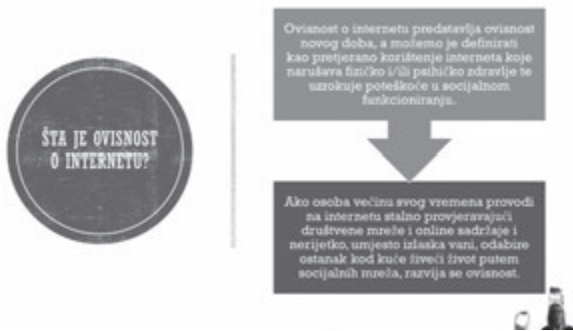 ŠTA JE OVISNOST
O INTERNETU?
Ovisnost o internetu predstavlja ovisnost
novog doba, a možemo je definirati
kao pretjerano korištenje interneta koje
narušava fizičko i/ili psihičko zdravlje te
uzrokuje poteškoće u socijalnom
funkcioniranju.
Ako osoba većinu svog vremena provodi
na internetu stalno provjeravajući
društvene mreže i online sadržaje i
nerijetko, umjesto izlaska vani, odabire
ostanak kod kuće živeći život putem
socijalnih mreža, razvija se ovisnost.